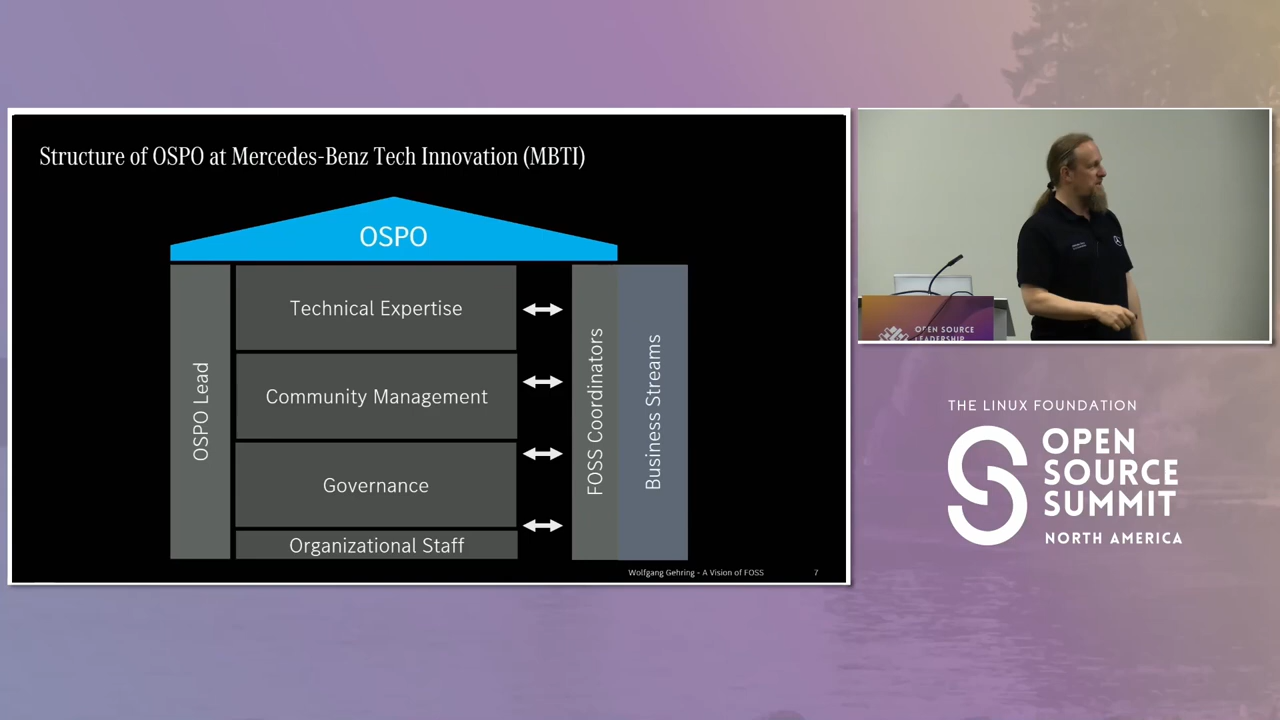 Structure of OSPO at Mercedes-Benz Tech Innovation (MBTI)
OSPO
OSPO Lead
Technical Expertise
Community Management
Governance
Organizational Staff
FOSS Coordinators
Business Streams
Wolfgang Gehring - A Vision of FOSS
7
OPEN SOURCE
LEADERSHIP
THE LINUX FOUNDATION
OPEN
SOURCE
SUMMIT
NORTH AMERICA